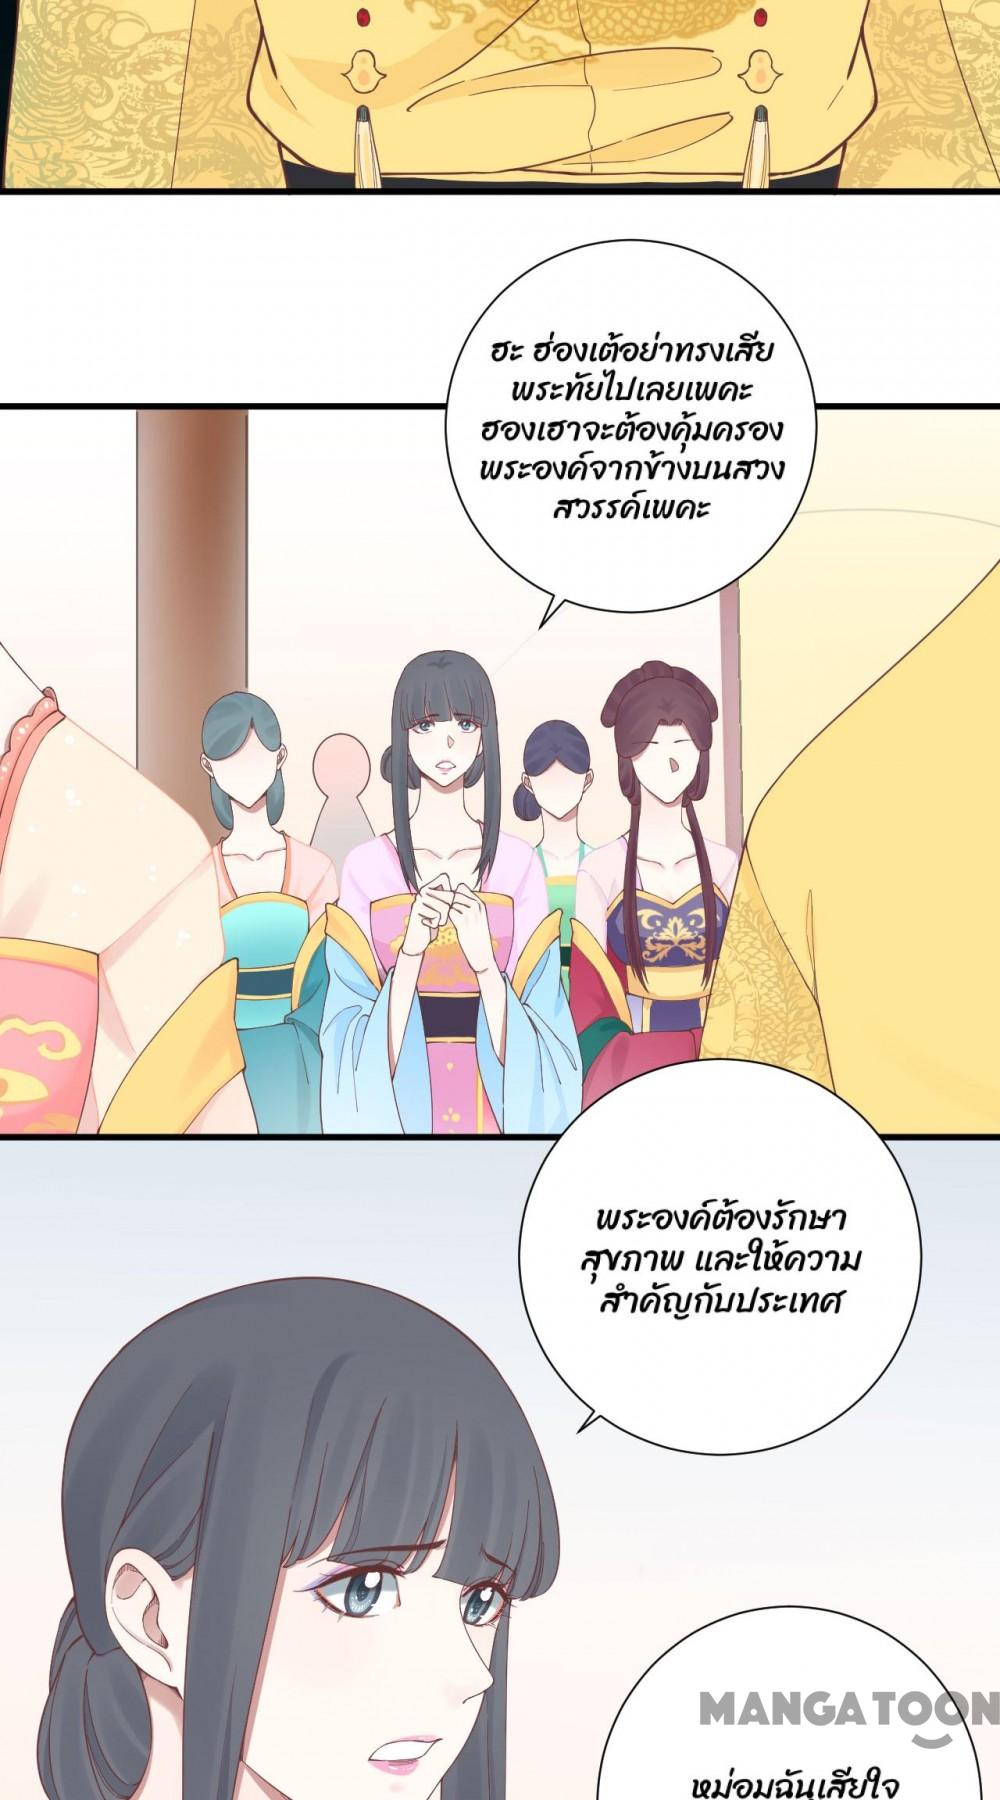 ฮะ ฮ่องเต้อย่าทรงเสีย
พระทัยไปเลยเพคะ
ฮองเฮาจะต้องคุ้มครอง
พระองค์จากข้างบนสวง
สวรรค์เพคะ
พระองค์ต้องรักษา
สุขภาพ และให้ความ
สำคัญกับประเทศ
MANGATOON
หม่อมฉันเสียใจ